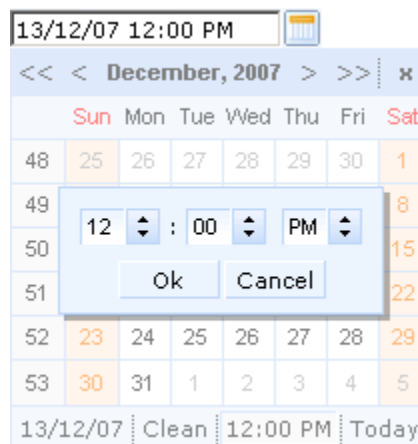 13/12/07 12:00 PM
<< < December, 2007 > >> x
Sun Mon Tue Wed Thu Fri Sat
48 25 26 27 28 29 30 1
49 8
12 : 00 PM
50 15
Ok Cancel
51 22
52 23 24 25 26 27 28 29
53 30 31 1 2 3 4 5
13/12/07 Clean 12:00 PM Today